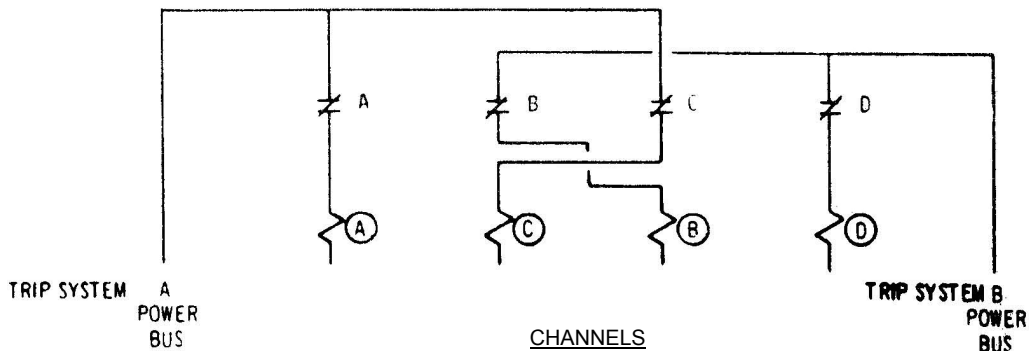 A
B
C
D
A
C
B
D
TRIP SYSTEM A
POWER
BUS
TRIP SYSTEM B
POWER
BUS
CHANNELS